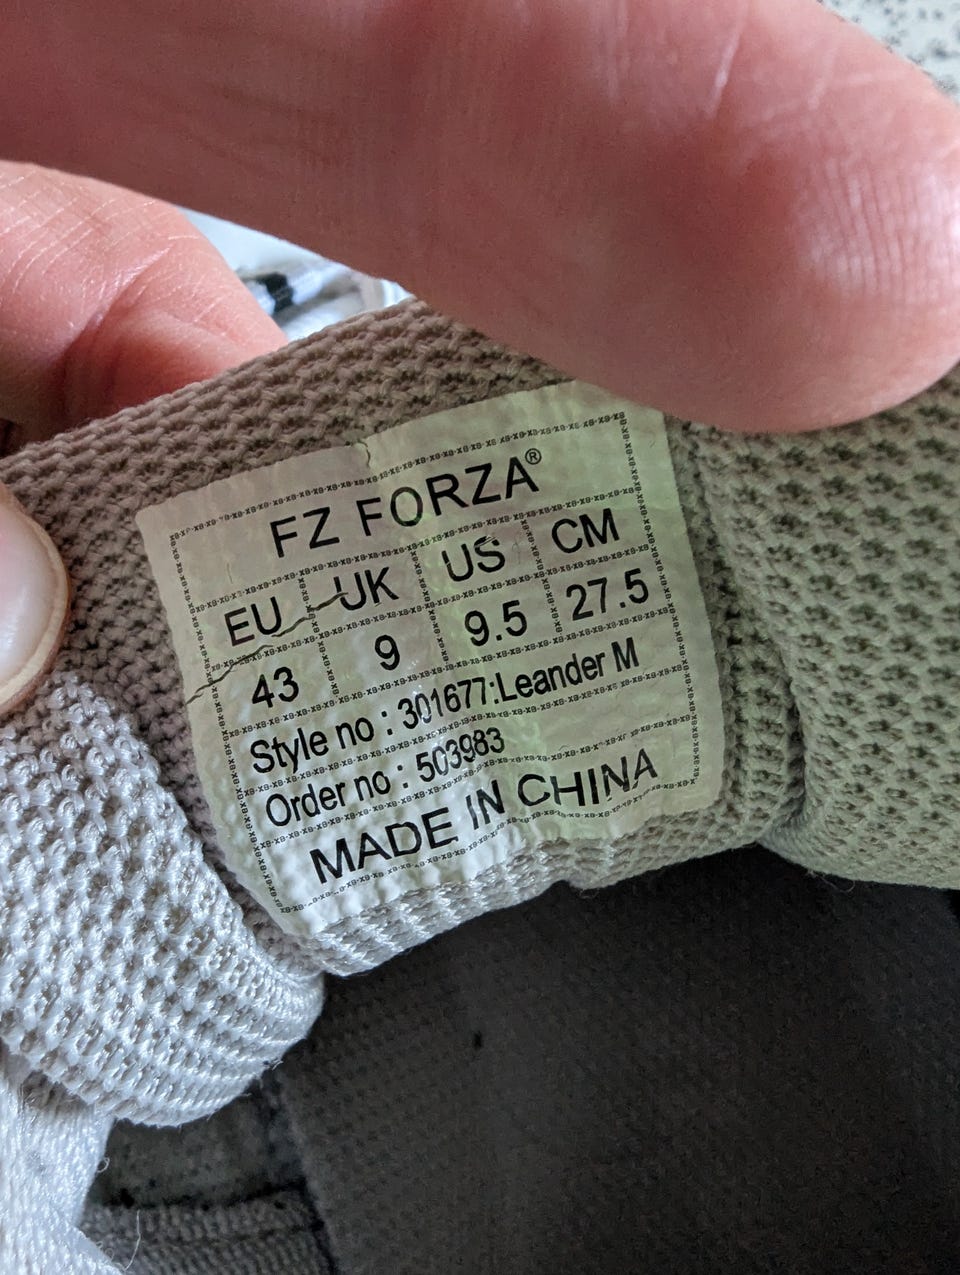 FZ FORZA®
EU UK US CM
43 9 9.5 27.5
Style no : 301677:Leander M
Order no : 503983
MADE IN CHINA